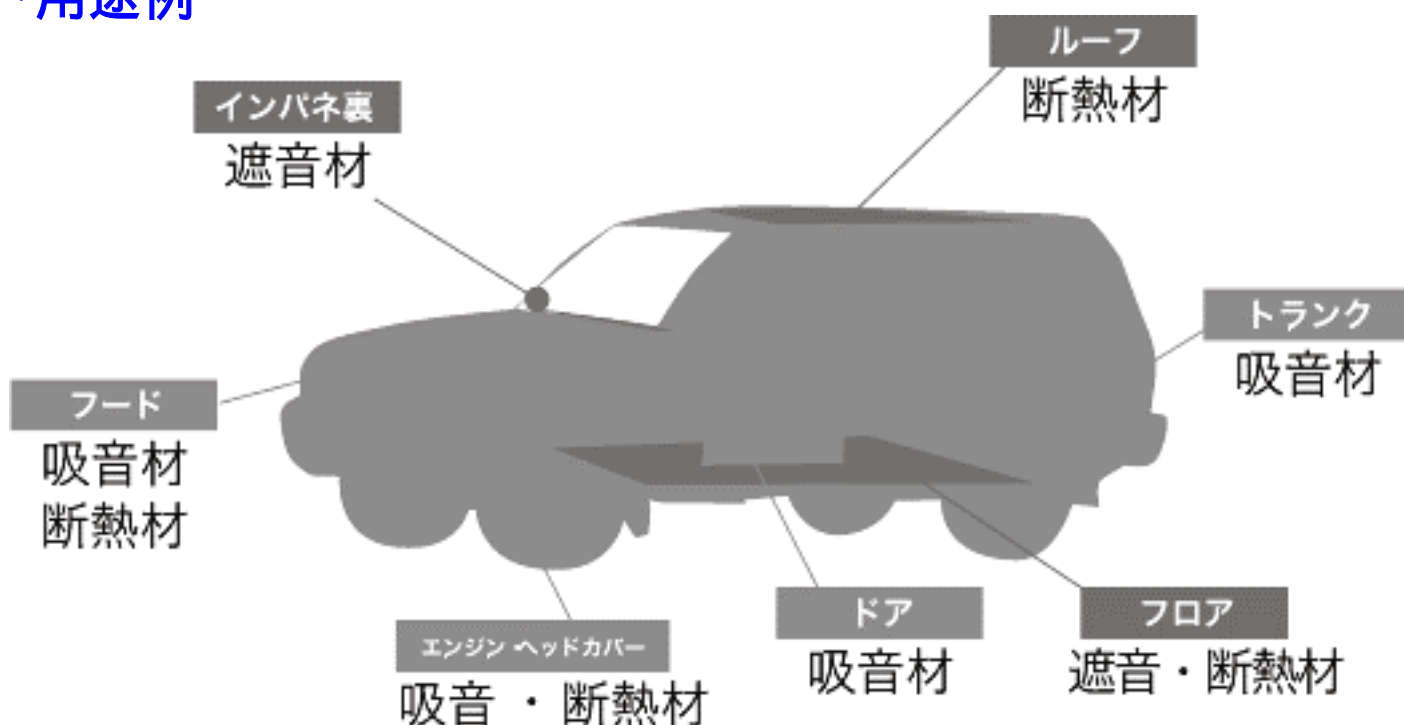 用途例
ルーフ
断熱材
インパネ裏
遮音材
トランク
吸音材
フード
吸音材
断熱材
エンジン・ヘッドカバー
吸音・断熱材
ドア
吸音材
フロア
遮音・断熱材